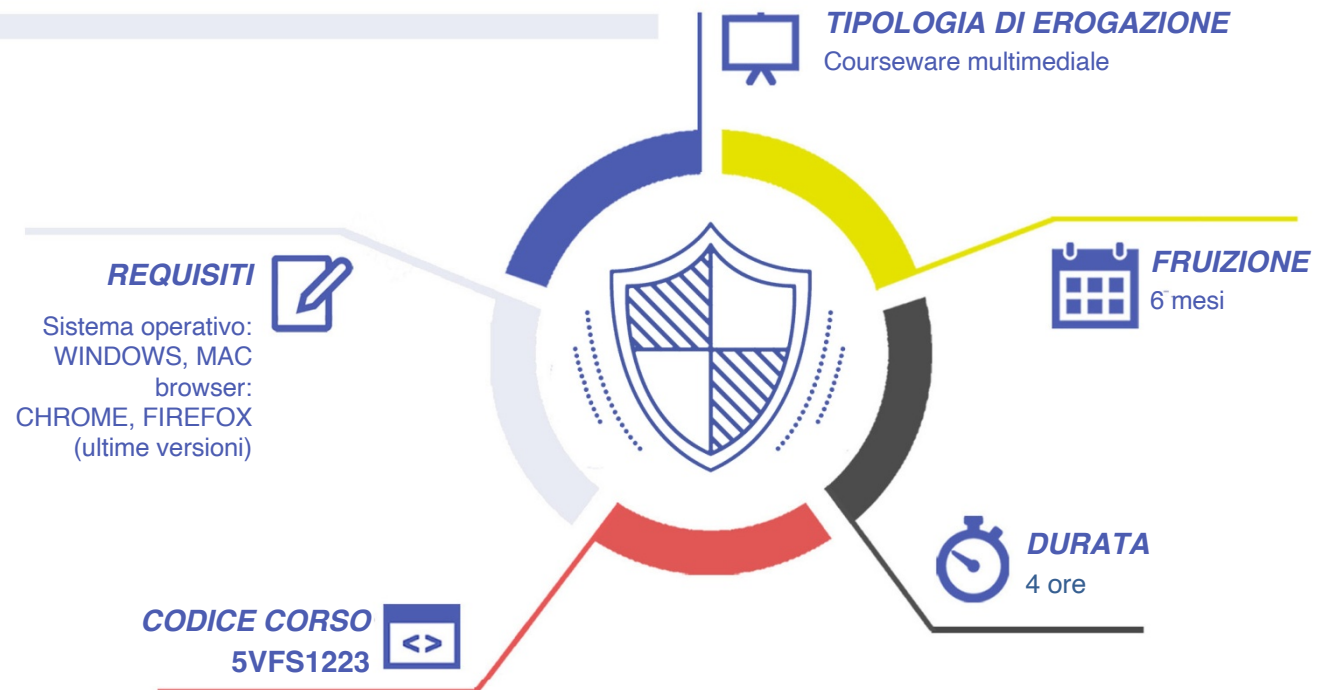 TIPOLOGIA DI EROGAZIONE
Courseware multimediale
REQUISITI
Sistema operativo:
WINDOWS, MAC
browser:
CHROME, FIREFOX
(ultime versioni)
FRUIZIONE
6 mesi
DURATA
4 ore
CODICE CORSO
<>
5VFS1223